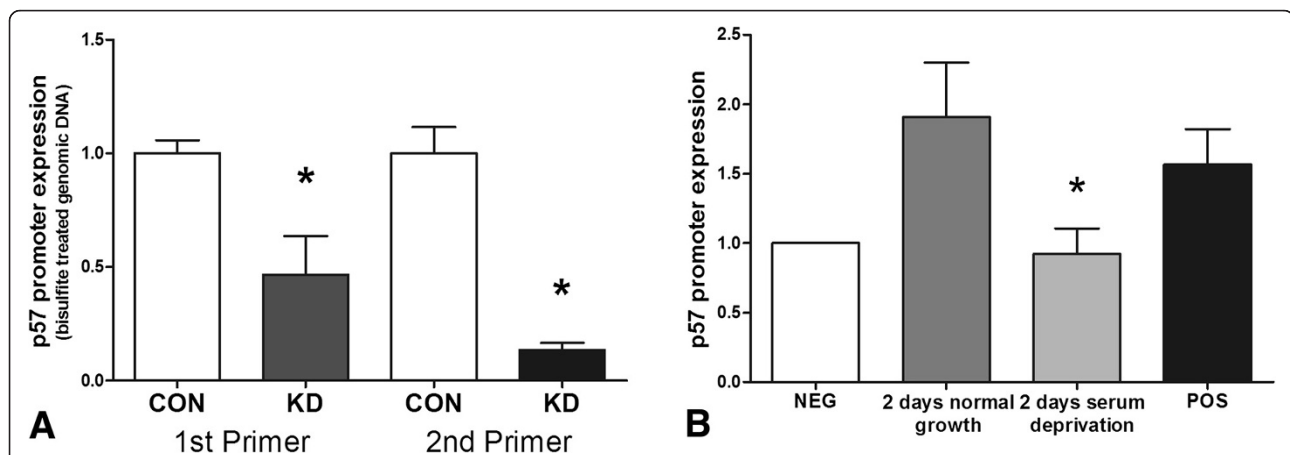 p57 promoter expression
(bisulfite treated genomic DNA)
1.5
1.0
0.5
0.0
*
*
CON KD CON KD
1st Primer 2nd Primer
A
p57 promoter expression
2.5
2.0
1.5
1.0
0.5
0.0
*
NEG 2 days normal 2 days serum POS
growth deprivation
B